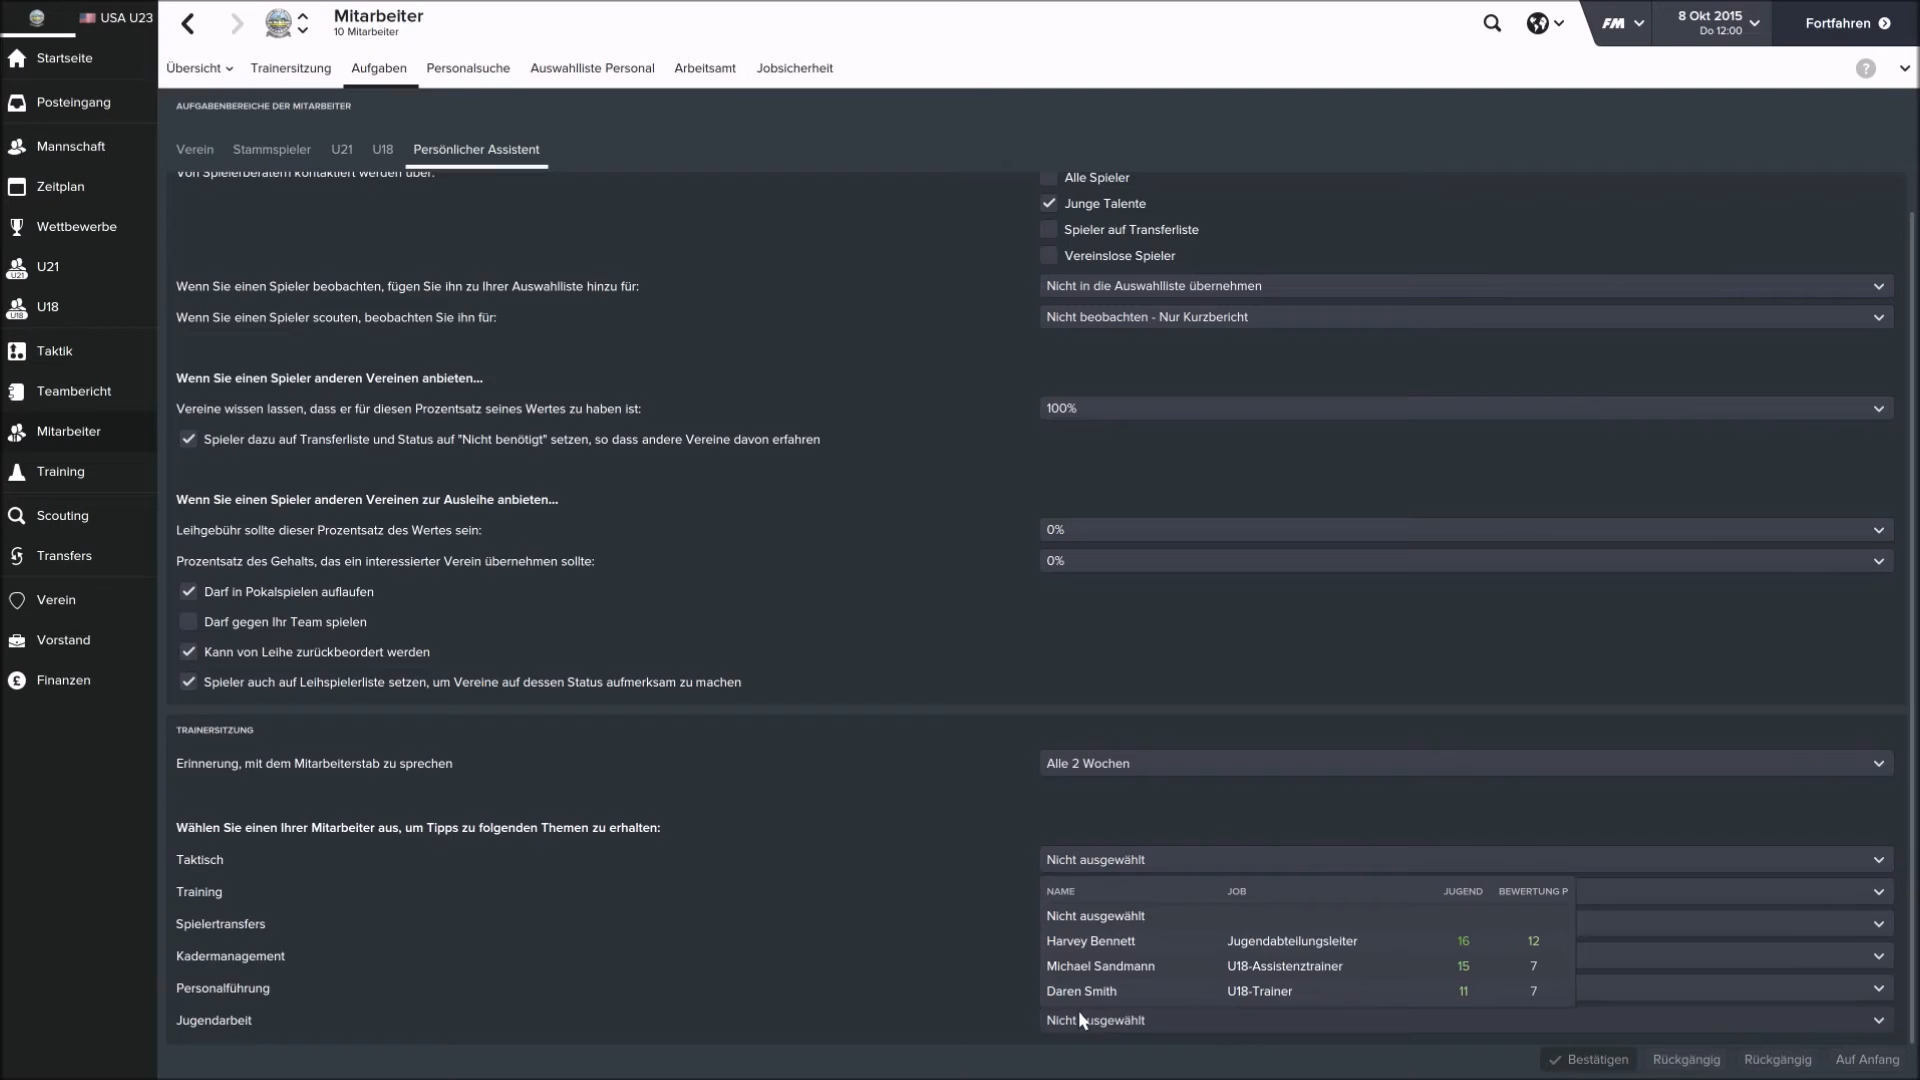 USA U23
Mitarbeiter
10 Mitarbeiter
FM
8 Okt 2015
Do 12:00
Fortfahren
Startseite
Posteingang
Mannschaft
Zeitplan
Wettbewerbe
U21
U21
U18
U18
Taktik
Teambericht
Mitarbeiter
Training
Scouting
Transfers
Verein
Vorstand
Finanzen
Übersicht
Trainersitzung
Aufgaben
Personalsuche
Auswahlliste Personal
Arbeitsamt
Jobsicherheit
?
AUFGABENBEREICHE DER MITARBEITER
Verein
Stammspieler
U21
U18
Persönlicher Assistent
Von Spielerberatern kontaktiert werden über:
Alle Spieler
Junge Talente
Spieler auf Transferliste
Vereinslose Spieler
Wenn Sie einen Spieler beobachten, fügen Sie ihn zu Ihrer Auswahlliste hinzu für:
Nicht in die Auswahlliste übernehmen
Wenn Sie einen Spieler scouten, beobachten Sie ihn für:
Nicht beobachten - Nur Kurzbericht
Wenn Sie einen Spieler anderen Vereinen anbieten...
Vereine wissen lassen, dass er für diesen Prozentsatz seines Wertes zu haben ist:
100%
Spieler dazu auf Transferliste und Status auf "Nicht benötigt" setzen, so dass andere Vereine davon erfahren
Wenn Sie einen Spieler anderen Vereinen zur Ausleihe anbieten...
Leihgebühr sollte dieser Prozentsatz des Wertes sein:
0%
Prozentsatz des Gehalts, das ein interessierter Verein übernehmen sollte:
0%
Darf in Pokalspielen auflaufen
Darf gegen Ihr Team spielen
Kann von Leihe zurückbeordert werden
Spieler auch auf Leihspielerliste setzen, um Vereine auf dessen Status aufmerksam zu machen
TRAINERSITZUNG
Erinnerung, mit dem Mitarbeiterstab zu sprechen
Alle 2 Wochen
Wählen Sie einen Ihrer Mitarbeiter aus, um Tipps zu folgenden Themen zu erhalten:
Taktisch
Nicht ausgewählt
Training
Spielertransfers
Kadermanagement
Personalführung
Jugendarbeit
NAME JOB JUGEND BEWERTUNG P
Nicht ausgewählt
Harvey Bennett Jugendabteilungsleiter 16 12
Michael Sandmann U18-Assistenztrainer 15 7
Daren Smith U18-Trainer 11 7
Nicht ausgewählt
Bestätigen
Rückgängig
Rückgängig
Auf Anfang